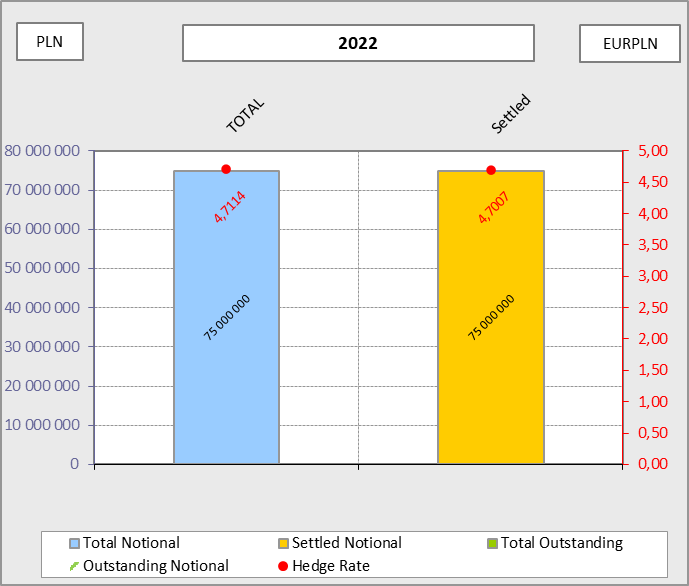 PLN
2022
EURPLN
TOTAL
Settled
80 000 000
70 000 000
60 000 000
50 000 000
40 000 000
30 000 000
20 000 000
10 000 000
0
4,7114
75 000 000
4,7007
75 000 000
5,00
4,50
4,00
3,50
3,00
2,50
2,00
1,50
1,00
0,50
0,00
Total Notional
Settled Notional
Total Outstanding
Outstanding Notional
Hedge Rate